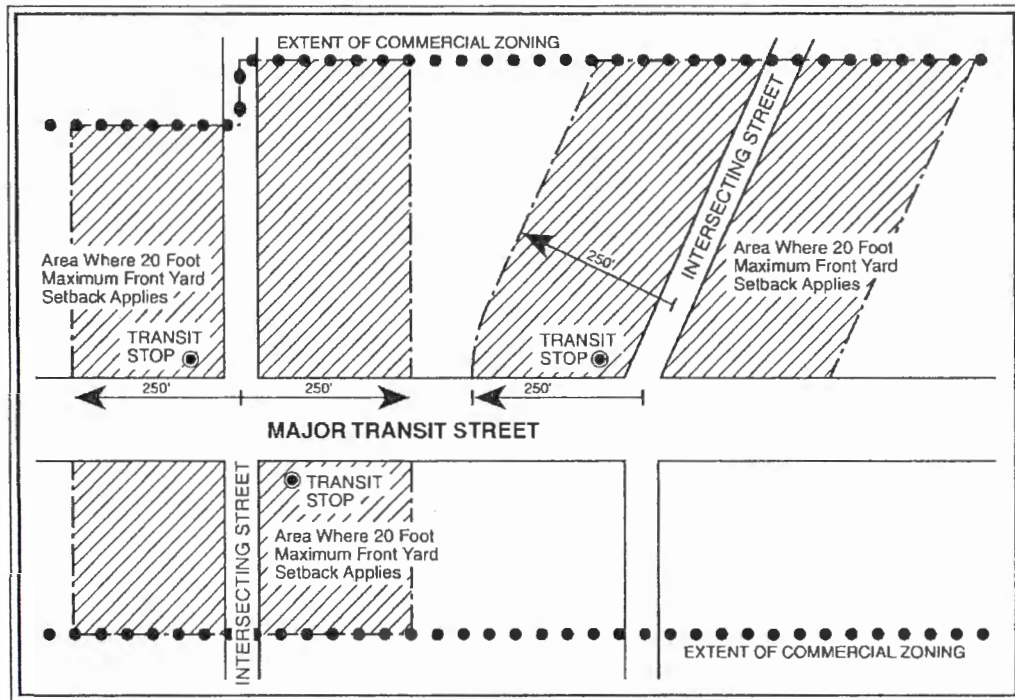 EXTENT OF COMMERCIAL ZONING
INTERSECTING STREET
250'
Area Where 20 Foot
Maximum Front Yard
Setback Applies
Area Where 20 Foot
Maximum Front Yard
Setback Applies
TRANSIT
STOP
TRANSIT
STOP
250'
250'
250'
MAJOR TRANSIT STREET
INTERSECTING STREET
TRANSIT
STOP
Area Where 20 Foot
Maximum Front Yard
Setback Applies
EXTENT OF COMMERCIAL ZONING